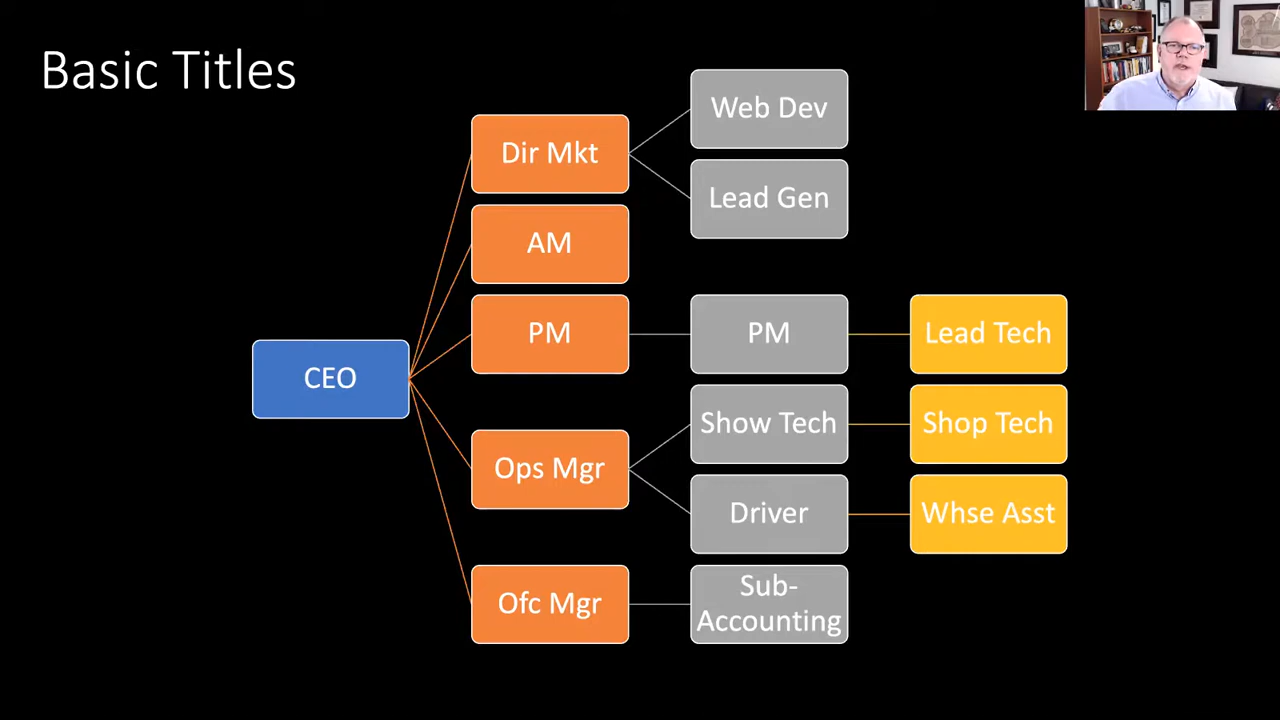 Basic Titles
Web Dev
Dir Mkt
Lead Gen
AM
PM
PM
Lead Tech
CEO
Show Tech
Shop Tech
Ops Mgr
Driver
Whse Asst
Ofc Mgr
Sub-
Accounting